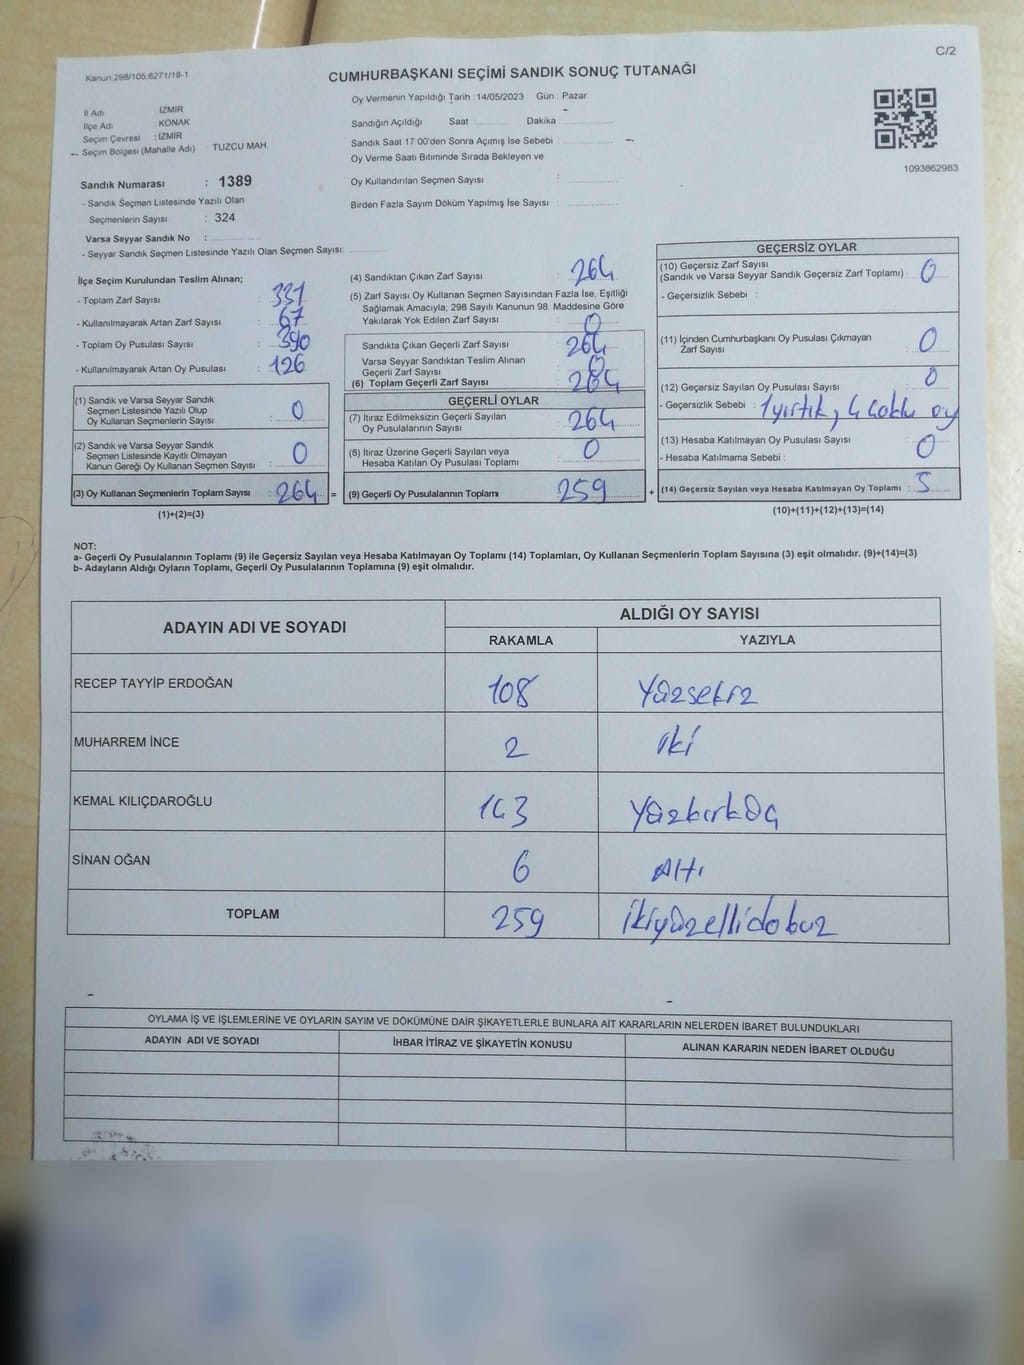 C/2
Kanun 298/105,6271/18-1
CUMHURBAŞKANI SEÇİMİ SANDIK SONUÇ TUTANAĞI
Oy Vermenin Yapıldığı Tarih : 14/05/2023 Gün : Pazar
İl Adı İZMİR
İlçe Adı KONAK
Seçim Çevresi : İZMİR
Seçim Bölgesi (Mahalle Adı) : TUZCU MAH.
Sandığın Açıldığı Saat Dakika :
Sandık Saat 17:00'den Sonra Açımış İse Sebebi :
Oy Verme Saati Bitiminde Sırada Bekleyen ve
Oy Kullandırılan Seçmen Sayısı :
Birden Fazla Sayım Döküm Yapılmış İse Sayısı :
1093862983
Sandık Numarası : 1389
- Sandık Seçmen Listesinde Yazılı Olan
Seçmenlerin Sayısı : 324
Varsa Seyyar Sandık No :
- Seyyar Sandık Seçmen Listesinde Yazılı Olan Seçmen Sayısı:
İlçe Seçim Kurulundan Teslim Alınan;
- Toplam Zarf Sayısı : 331
- Kullanılmayarak Artan Zarf Sayısı : 67
- Toplam Oy Pusulası Sayısı : 390
- Kullanılmayarak Artan Oy Pusulası : 126
(1) Sandık ve Varsa Seyyar Sandık
Seçmen Listesinde Yazılı Olup
Oy Kullanan Seçmenlerin Sayısı : 0
(2) Sandık ve Varsa Seyyar Sandık
Seçmen Listesinde Kayıtlı Olmayan
Kanun Gereği Oy Kullanan Seçmen Sayısı : 0
(3) Oy Kullanan Seçmenlerin Toplam Sayısı : 264 =
(1)+(2)=(3)
(4) Sandıktan Çıkan Zarf Sayısı : 264
(5) Zarf Sayısı Oy Kullanan Seçmen Sayısından Fazla İse, Eşitliği
Sağlamak Amacıyla, 298 Sayılı Kanunun 98. Maddesine Göre
Yakılarak Yok Edilen Zarf Sayısı : 0
Sandıkta Çıkan Geçerli Zarf Sayısı : 264
Varsa Seyyar Sandıktan Teslim Alınan
Geçerli Zarf Sayısı : 0
(6) Toplam Geçerli Zarf Sayısı : 264
GEÇERLİ OYLAR
(7) İtiraz Edilmeksizin Geçerli Sayılan
Oy Pusulalarının Sayısı : 264
(8) İtiraz Üzerine Geçerli Sayılan veya
Hesaba Katılan Oy Pusulası Toplamı : 0
(9) Geçerli Oy Pusulalarının Toplamı 259 +
GEÇERSİZ OYLAR
(10) Geçersiz Zarf Sayısı
(Sandık ve Varsa Seyyar Sandık Geçersiz Zarf Toplamı) : 0
- Geçersizlik Sebebi :
(11) İçinden Cumhurbaşkanı Oy Pusulası Çıkmayan
Zarf Sayısı : 0
(12) Geçersiz Sayılan Oy Pusulası Sayısı : 0
- Geçersizlik Sebebi : 1 yırtık, 4 çoklu oy
(13) Hesaba Katılmayan Oy Pusulası Sayısı : 0
- Hesaba Katılmama Sebebi :
(14) Geçersiz Sayılan veya Hesaba Katılmayan Oy Toplamı : 5
(10)+(11)+(12)+(13)=(14)
NOT:
a- Geçerli Oy Pusulalarının Toplamı (9) ile Geçersiz Sayılan veya Hesaba Katılmayan Oy Toplamı (14) Toplamları, Oy Kullanan Seçmenlerin Toplam Sayısına (3) eşit olmalıdır. (9)+(14)=(3)
b- Adayların Aldığı Oyların Toplamı, Geçerli Oy Pusulalarının Toplamına (9) eşit olmalıdır.
ADAYIN ADI VE SOYADI
ALDIĞI OY SAYISI
RAKAMLA YAZIYLA
RECEP TAYYİP ERDOĞAN 108 Yüzsekiz
MUHARREM İNCE 2 iki
KEMAL KILIÇDAROĞLU 143 Yüzkırküç
SİNAN OĞAN 6 Altı
TOPLAM 259 ikiyüzellidokuz
OYLAMA İŞ VE İŞLEMLERİNE VE OYLARIN SAYIM VE DÖKÜMÜNE DAİR ŞİKAYETLERLE BUNLARA AİT KARARLARIN NELERDEN İBARET BULUNDUKLARI
ADAYIN ADI VE SOYADI İHBAR İTİRAZ VE ŞİKAYETİN KONUSU ALINAN KARARIN NEDEN İBARET OLDUĞU